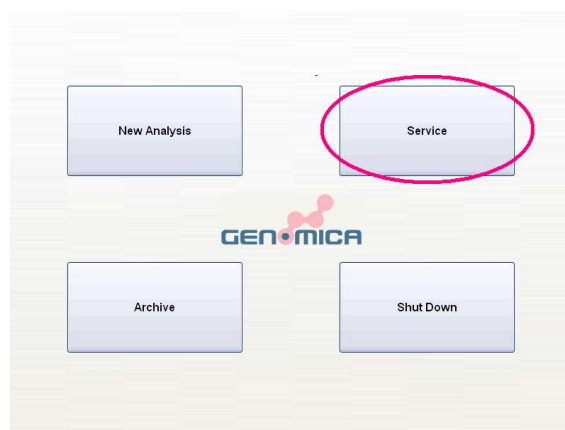 New Analysis
Service
GENOMICA
Archive
Shut Down